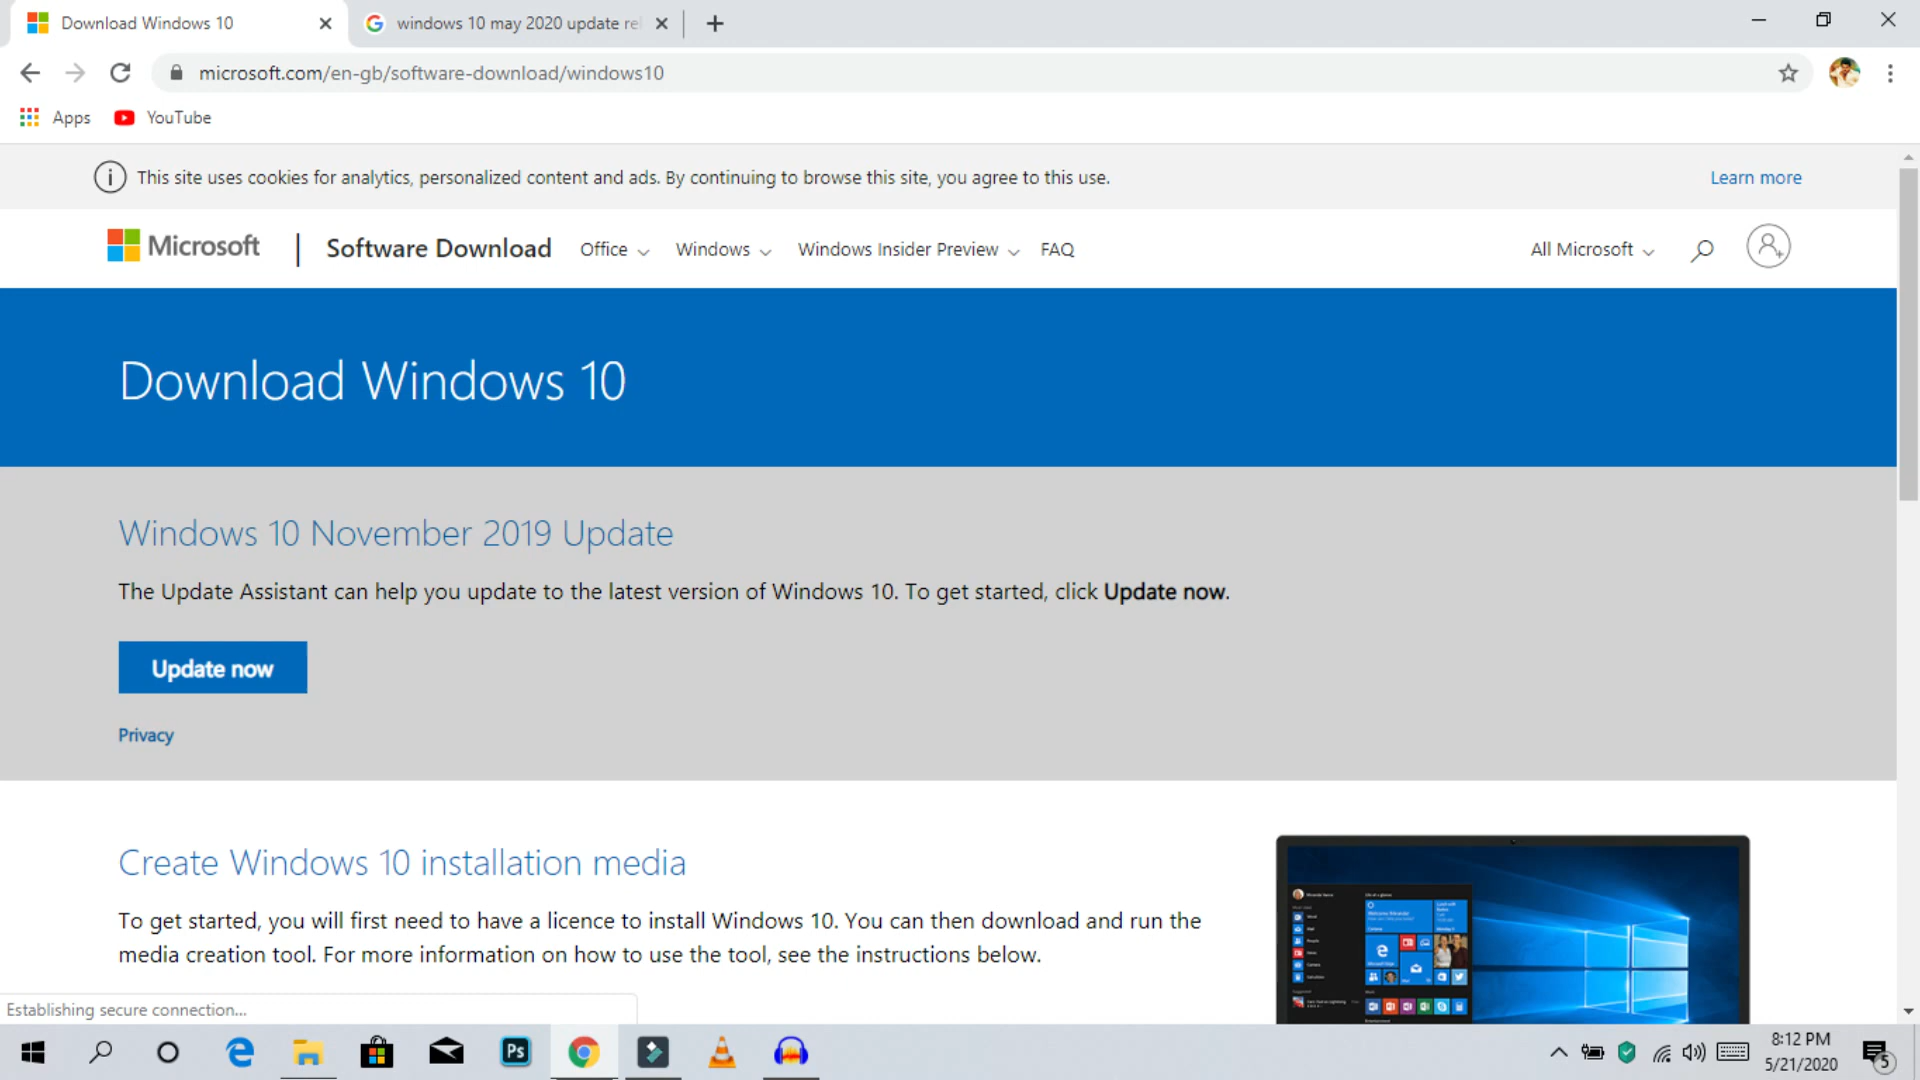 Download Windows 10
windows 10 may 2020 update re
microsoft.com/en-gb/software-download/windows10
Apps
YouTube
This site uses cookies for analytics, personalized content and ads. By continuing to browse this site, you agree to this use.
Learn more
Microsoft
Software Download
Office
Windows
Windows Insider Preview
FAQ
All Microsoft
Download Windows 10
Windows 10 November 2019 Update
The Update Assistant can help you update to the latest version of Windows 10. To get started, click Update now.
Update now
Privacy
Create Windows 10 installation media
To get started, you will first need to have a licence to install Windows 10. You can then download and run the
media creation tool. For more information on how to use the tool, see the instructions below.
Establishing secure connection...
Ps
8:12 PM
5/21/2020
5